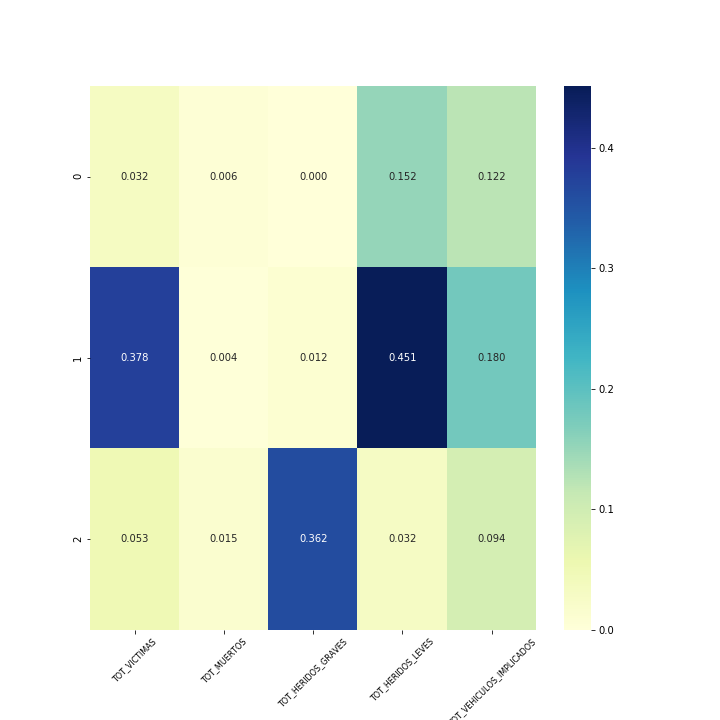 0
0.032 0.006 0.000 0.152 0.122
1
0.378 0.004 0.012 0.451 0.180
2
0.053 0.015 0.362 0.032 0.094
TOT_VICTIMAS
TOT_MUERTOS
TOT_HERIDOS_GRAVES
TOT_HERIDOS_LEVES
OT_VEHICULOS_IMPLICADOS
0.4
0.3
0.2
0.1
0.0